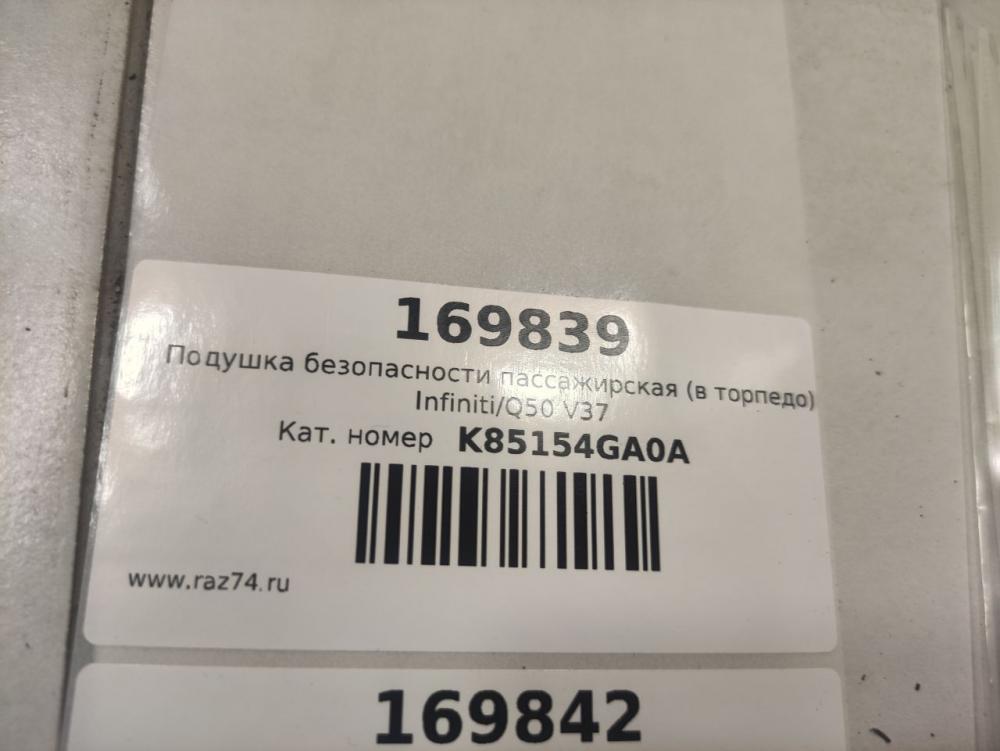 169839
Подушка безопасности пассажирская (в торпедо)
Infiniti/Q50 V37
Кат. номер K85154GA0A
www.raz74.ru
169842